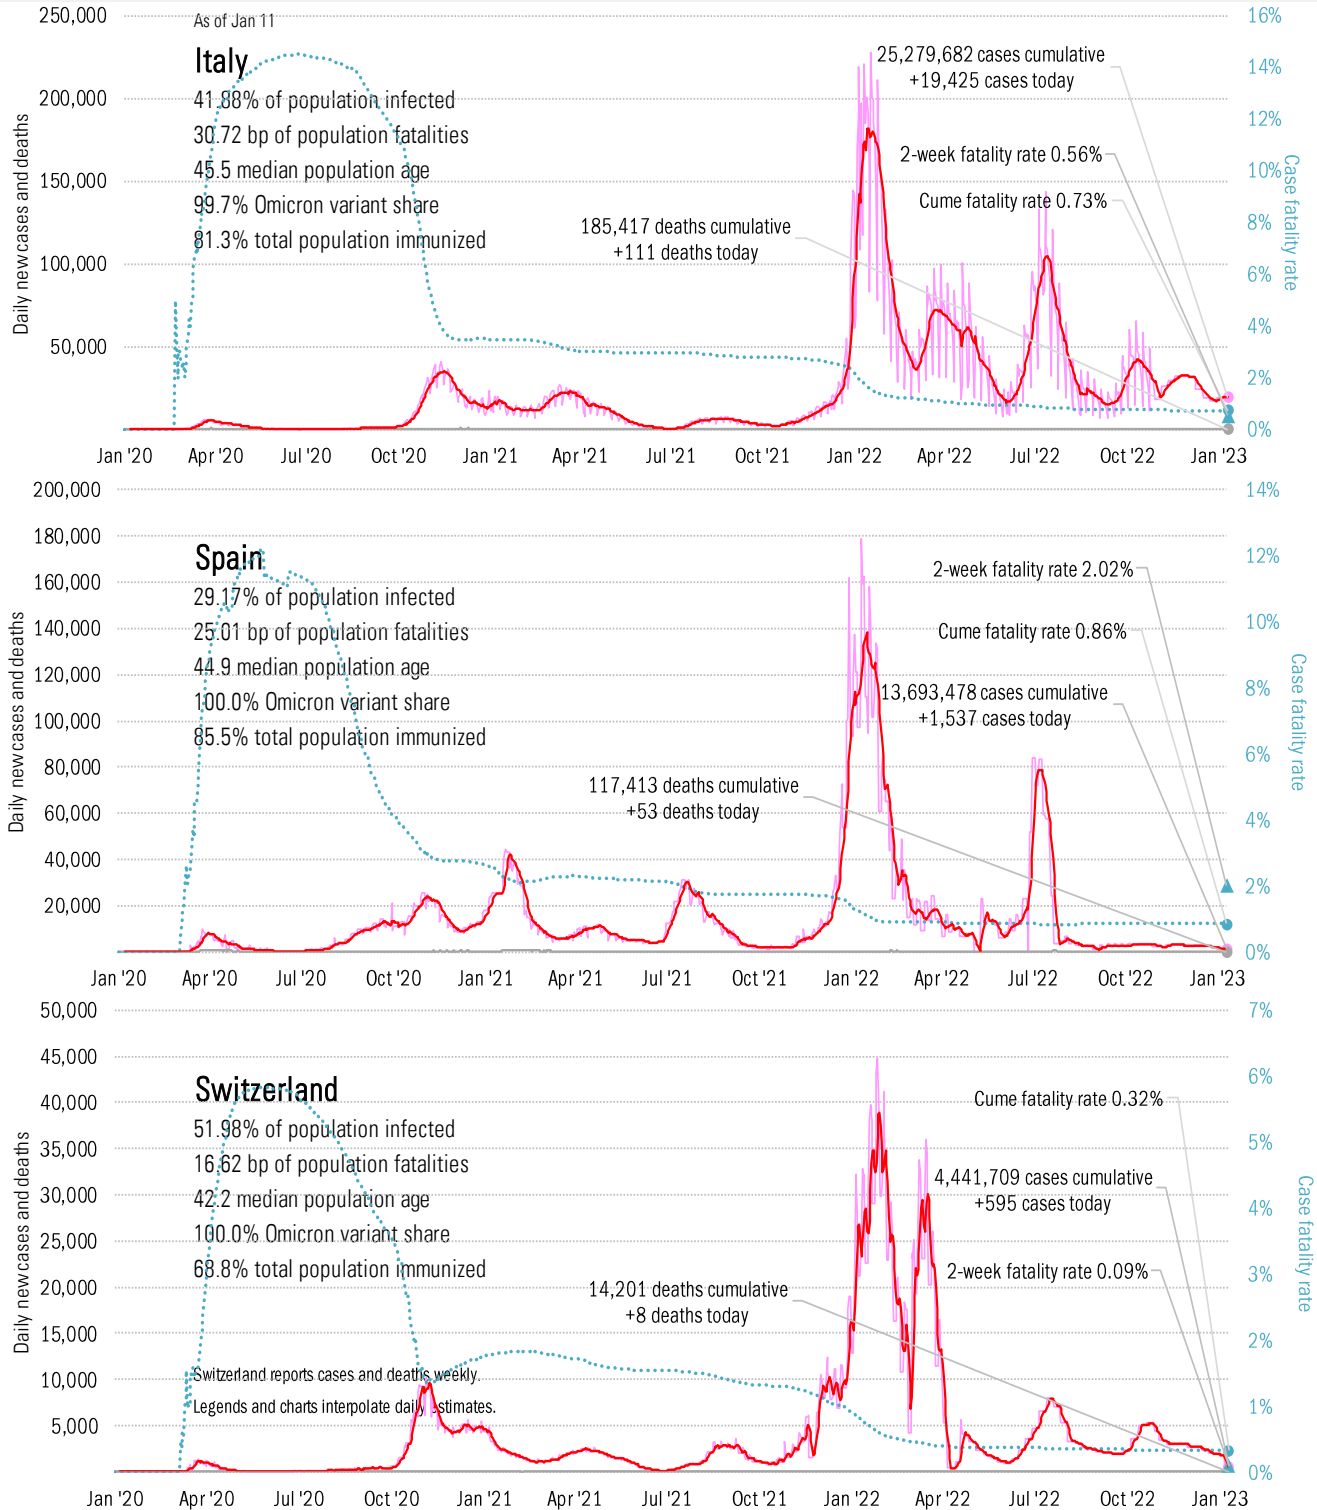 As of Jan 11
Italy
41.88% of population infected
30.72 bp of population fatalities
45.5 median population age
99.7% Omicron variant share
81.3% total population immunized
25,279,682 cases cumulative
+19,425 cases today
2-week fatality rate 0.56%
Cume fatality rate 0.73%
185,417 deaths cumulative
+111 deaths today
Daily new cases and deaths
250,000
200,000
150,000
100,000
50,000
Case fatality rate
16%
14%
12%
10%
8%
6%
4%
2%
0%
Jan '20 Apr '20 Jul '20 Oct '20 Jan '21 Apr '21 Jul '21 Oct '21 Jan '22 Apr '22 Jul '22 Oct '22 Jan '23
Spain
29.17% of population infected
25.01 bp of population fatalities
44.9 median population age
100.0% Omicron variant share
85.5% total population immunized
2-week fatality rate 2.02%
Cume fatality rate 0.86%
13,693,478 cases cumulative
+1,537 cases today
117,413 deaths cumulative
+53 deaths today
Daily new cases and deaths
200,000
180,000
160,000
140,000
120,000
100,000
80,000
60,000
40,000
20,000
Case fatality rate
14%
12%
10%
8%
6%
4%
2%
0%
Jan '20 Apr '20 Jul '20 Oct '20 Jan '21 Apr '21 Jul '21 Oct '21 Jan '22 Apr '22 Jul '22 Oct '22 Jan '23
Switzerland
51.98% of population infected
16.62 bp of population fatalities
42.2 median population age
100.0% Omicron variant share
68.8% total population immunized
Cume fatality rate 0.32%
4,441,709 cases cumulative
+595 cases today
2-week fatality rate 0.09%
14,201 deaths cumulative
+8 deaths today
Switzerland reports cases and deaths weekly.
Legends and charts interpolate daily estimates.
Daily new cases and deaths
50,000
45,000
40,000
35,000
30,000
25,000
20,000
15,000
10,000
5,000
Case fatality rate
7%
6%
5%
4%
3%
2%
1%
0%
Jan '20 Apr '20 Jul '20 Oct '20 Jan '21 Apr '21 Jul '21 Oct '21 Jan '22 Apr '22 Jul '22 Oct '22 Jan '23